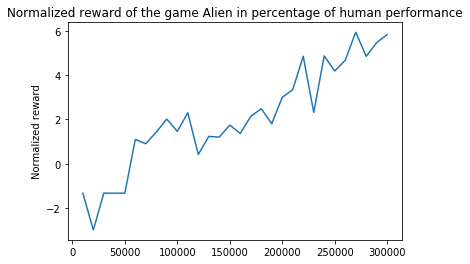 Normalized reward of the game Alien in percentage of human performance
6
4
2
0
−2
Normalized reward
0 50000 100000 150000 200000 250000 300000